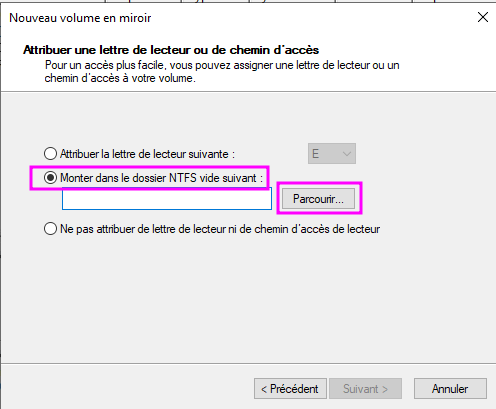 Nouveau volume en miroir
Attribuer une lettre de lecteur ou de chemin d'accès
Pour un accès plus facile, vous pouvez assigner une lettre de lecteur ou un
chemin d'accès à votre volume.
Attribuer la lettre de lecteur suivante :
E
Monter dans le dossier NTFS vide suivant :
Parcourir...
Ne pas attribuer de lettre de lecteur ni de chemin d'accès de lecteur
< Précédent
Suivant >
Annuler